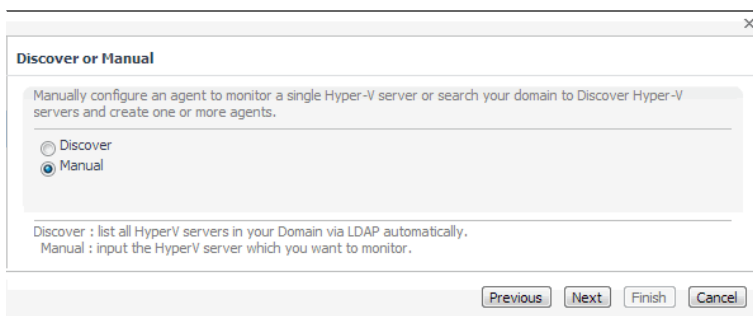 Discover or Manual
Manually configure an agent to monitor a single Hyper-V server or search your domain to Discover Hyper-V
servers and create one or more agents.
Discover
Manual
Discover : list all HyperV servers in your Domain via LDAP automatically.
Manual : input the HyperV server which you want to monitor.
Previous Next Finish Cancel